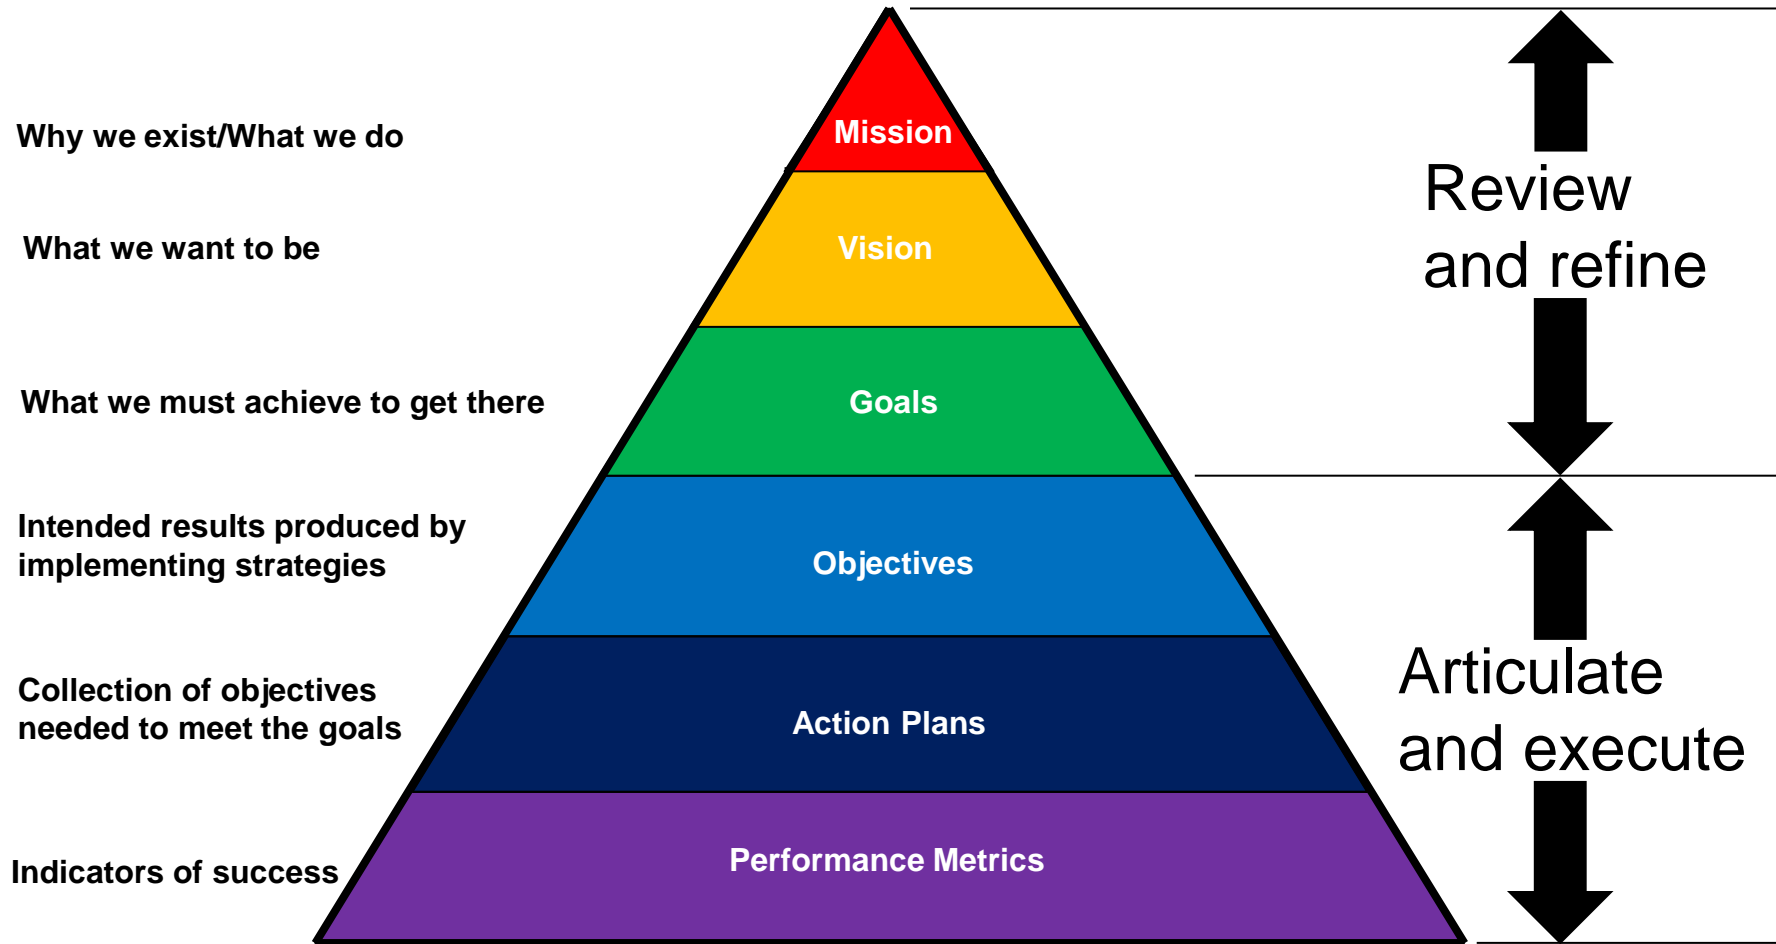 Why we exist/What we do
Mission
What we want to be
Vision
What we must achieve to get there
Goals
Review
and refine
Intended results produced by
implementing strategies
Objectives
Collection of objectives
needed to meet the goals
Action Plans
Articulate
and execute
Indicators of success
Performance Metrics